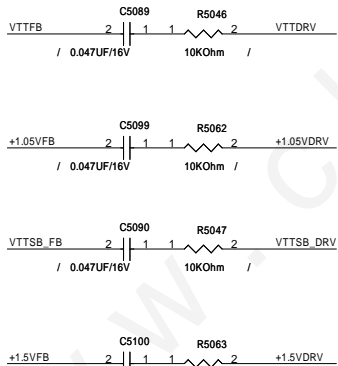 C5089 R5046
VTTFB 2 1 1 2 VTTDRV
/ 0.047UF/16V 10KOhm /
C5099 R5062
+1.05VFB 2 1 1 2 +1.05VDRV
/ 0.047UF/16V 10KOhm /
C5090 R5047
VTTSB_FB 2 1 1 2 VTTSB_DRV
/ 0.047UF/16V 10KOhm /
C5100 R5063
+1.5VFB 2 1 1 2 +1.5VDRV